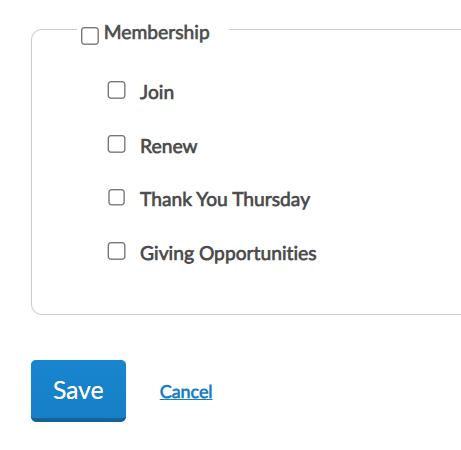 Membership
Join
Renew
Thank You Thursday
Giving Opportunities
Save Cancel